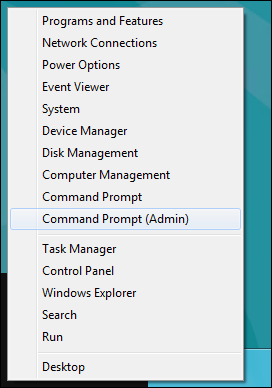 Programs and Features
Network Connections
Power Options
Event Viewer
System
Device Manager
Disk Management
Computer Management
Command Prompt
Command Prompt (Admin)
Task Manager
Control Panel
Windows Explorer
Search
Run
Desktop